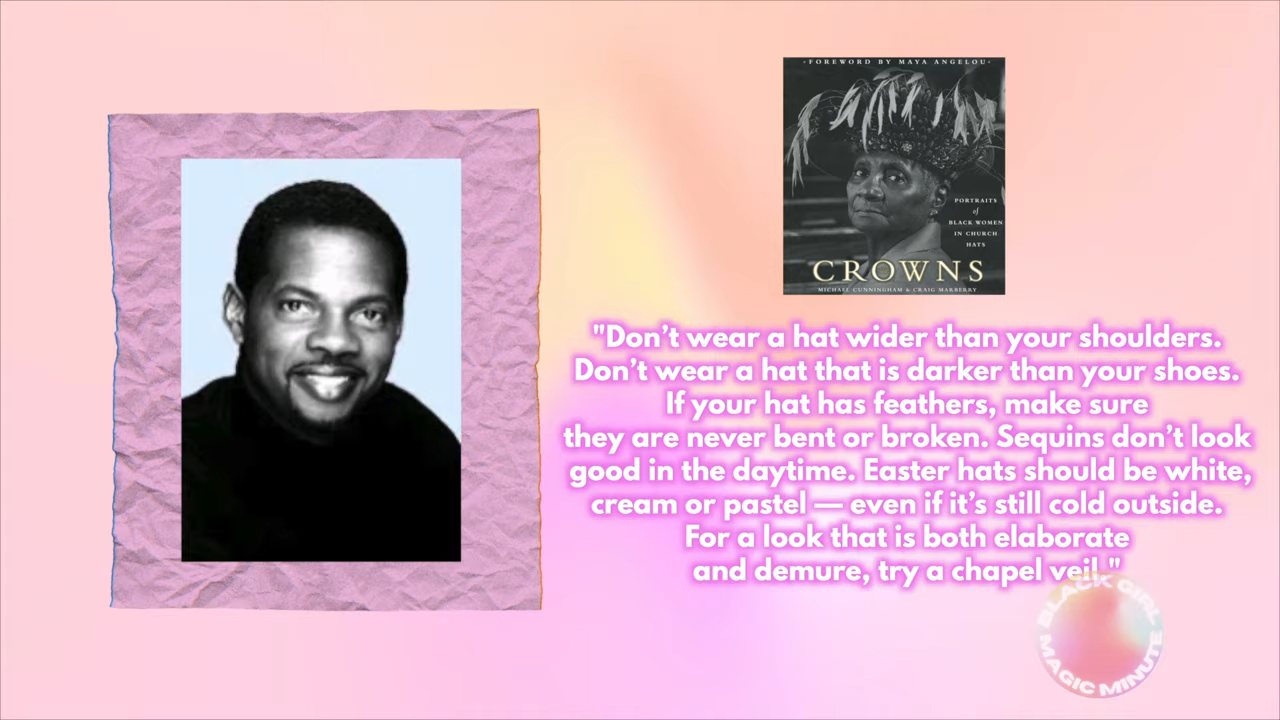 •FOREWORD BY MAYA ANGELOU•
PORTRAITS
of
BLACK WOMEN
IN CHURCH
HATS
CROWNS
MICHAEL CUNNINGHAM & CRAIG MARBERRY
"Don’t wear a hat wider than your shoulders.
Don’t wear a hat that is darker than your shoes.
If your hat has feathers, make sure
they are never bent or broken. Sequins don’t look
good in the daytime. Easter hats should be white,
cream or pastel — even if it’s still cold outside.
For a look that is both elaborate
and demure, try a chapel veil."
BLACK GIRL
MAGIC MINUTE